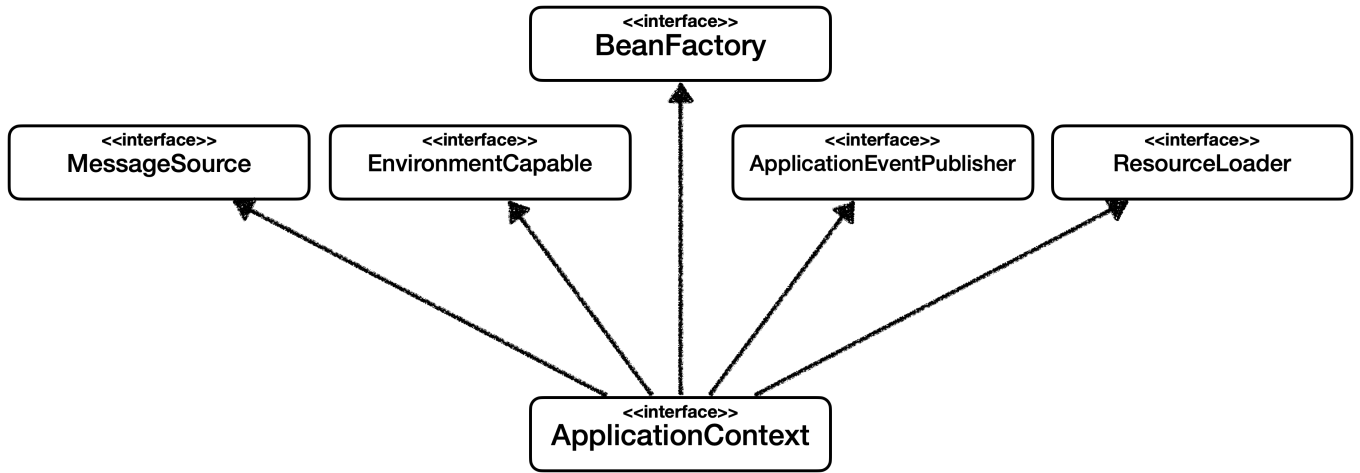 <<interface>>
BeanFactory
<<interface>>
MessageSource
<<interface>>
EnvironmentCapable
<<interface>>
ApplicationEventPublisher
<<interface>>
ResourceLoader
<<interface>>
ApplicationContext